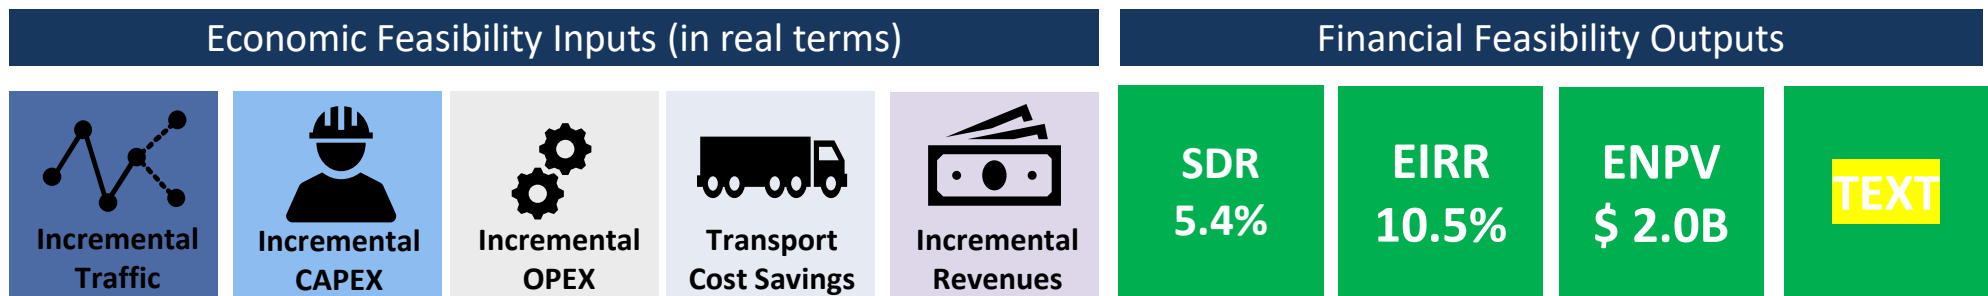 Economic Feasibility Inputs (in real terms)
Financial Feasibility Outputs
Incremental
Traffic
Incremental
CAPEX
Incremental
OPEX
Transport
Cost Savings
Incremental
Revenues
SDR
5.4%
EIRR
10.5%
ENPV
$ 2.0B
TEXT